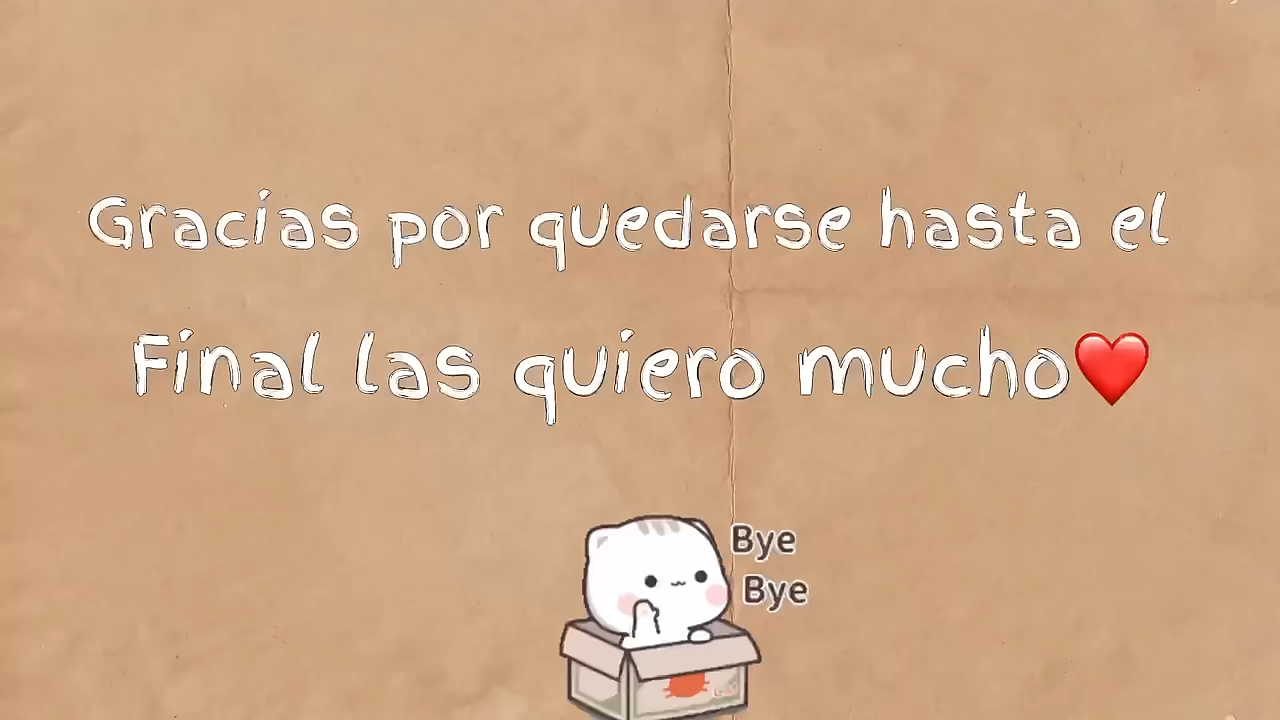 Gracias por quedarse hasta el
Final las quiero mucho❤️
Bye
Bye